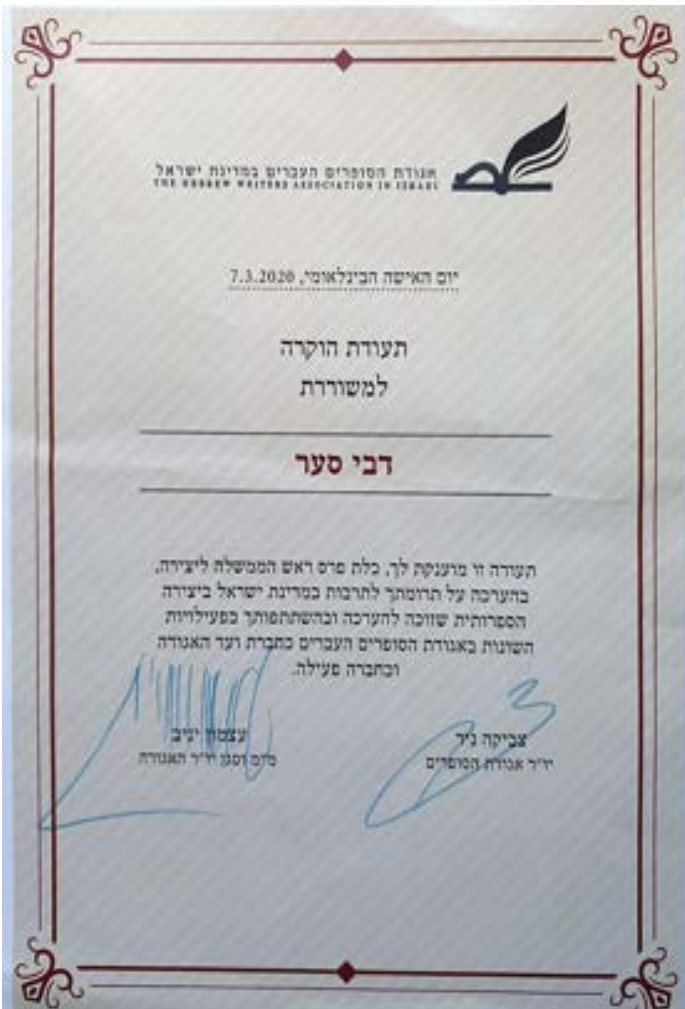 אגודת הסופרים העברים במדינת ישראל
THE HEBREW WRITERS ASSOCIATION IN ISRAEL
יום האישה הבינלאומי, 7.3.2020
תעודת הוקרה
למשוררת
דבי סער
תעודה זו מוענקת לך, כלת פרס ראש הממשלה ליצירה,
בהערכה על תרומתך לתרבות במדינת ישראל ביצירה
הספרותית שזוכה להערכה ובהשתתפותך בפעילויות
השונות באגודת הסופרים העברים כחברת ועד האגודה
וכחברה פעילה.
צביקה ניר
יו"ר אגודת הסופרים
עצמון יניב
מ"מ וסגן יו"ר האגודה